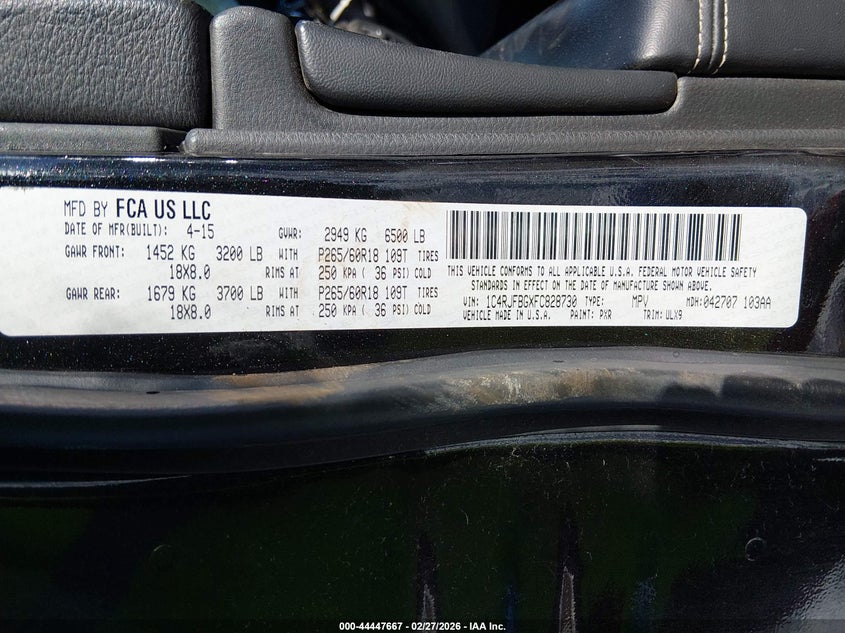 MFD BY FCA US LLC
DATE OF MFR(BUILT): 4-15 GVWR: 2949 KG 6500 LB
GAWR FRONT: 1452 KG 3200 LB WITH P265/60R18 109T TIRES
18X8.0 RIMS AT 250 KPA ( 36 PSI) COLD
GAWR REAR: 1679 KG 3700 LB WITH P265/60R18 109T TIRES
18X8.0 RIMS AT 250 KPA ( 36 PSI) COLD
THIS VEHICLE CONFORMS TO ALL APPLICABLE U.S.A. FEDERAL MOTOR VEHICLE SAFETY
STANDARDS IN EFFECT ON THE DATE OF MANUFACTURE SHOWN ABOVE.
VIN: 1C4RJFBGXFC828730 TYPE: MPV MDH: 042707 103AA
VEHICLE MADE IN U.S.A. PAINT: PXR TRIM: ULX9
000-44447667 - 02/27/2026 - IAA Inc.